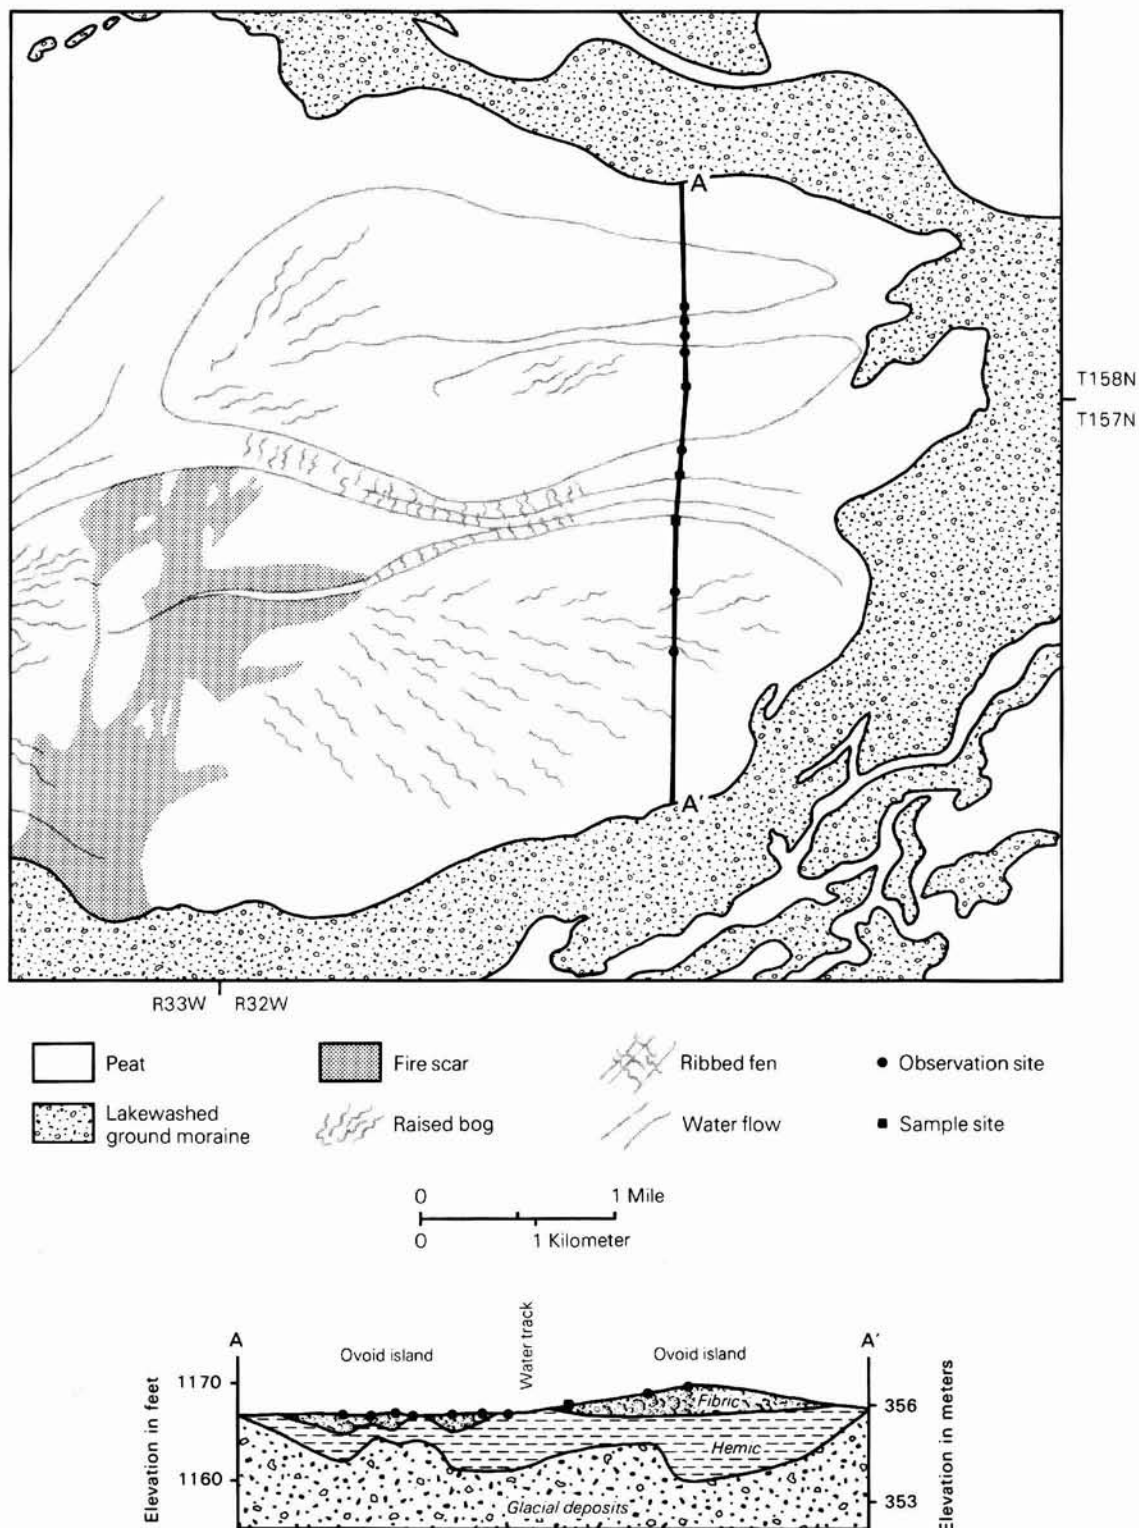 A
T158N
T157N
A'
R33W R32W
Peat
Fire scar
Ribbed fen
Observation site
Lakewashed
ground moraine
Raised bog
Water flow
Sample site
0 1 Mile
0 1 Kilometer
A
A'
Ovoid island
Water track
Ovoid island
Elevation in feet
1170
1160
Fibric
Hemic
Glacial deposits
356
353
Elevation in meters